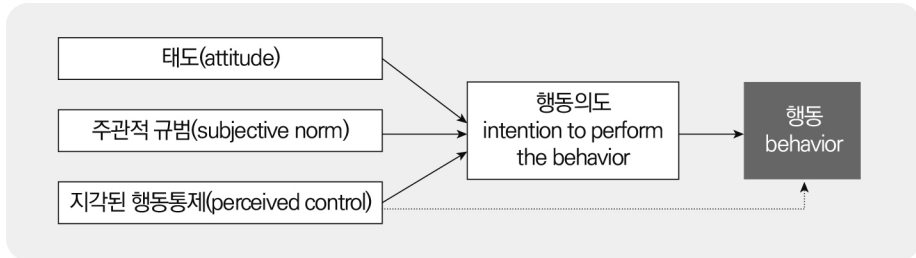 태도(attitude)
주관적 규범(subjective norm)
지각된 행동통제(perceived control)
행동의도
intention to perform
the behavior
행동
behavior